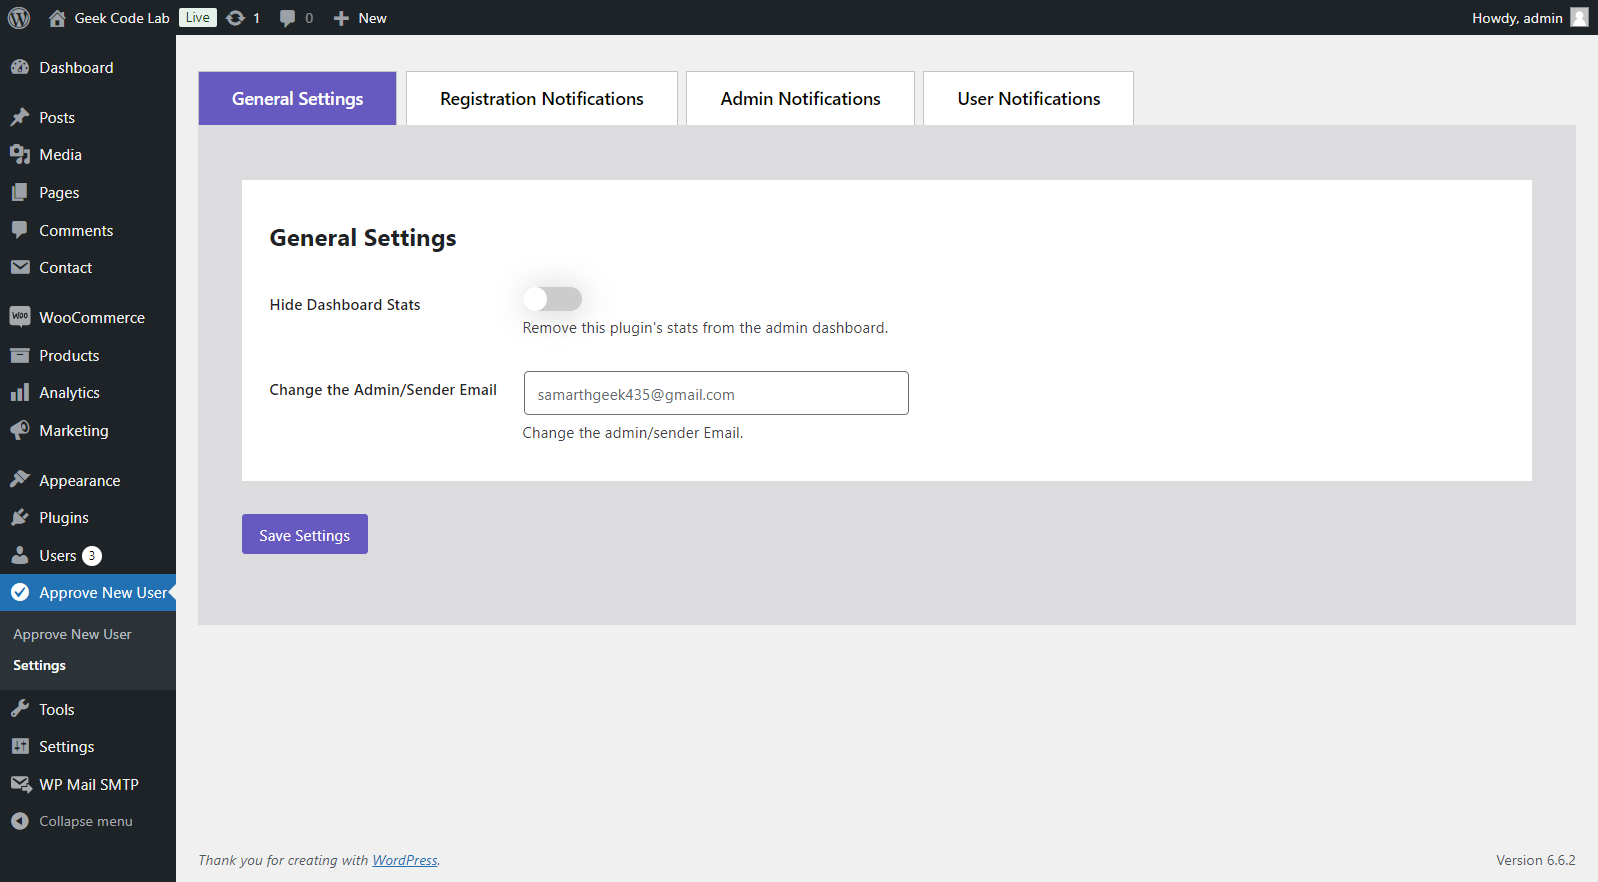 Geek Code Lab Live 1 0 New Howdy, admin
Dashboard
Posts
Media
Pages
Comments
Contact
WooCommerce
Products
Analytics
Marketing
Appearance
Plugins
Users 3
Approve New User
Approve New User
Settings
Tools
Settings
WP Mail SMTP
Collapse menu
General Settings Registration Notifications Admin Notifications User Notifications
General Settings
Hide Dashboard Stats
Remove this plugin's stats from the admin dashboard.
Change the Admin/Sender Email samarthgeek435@gmail.com
Change the admin/sender Email.
Save Settings
Thank you for creating with WordPress. Version 6.6.2